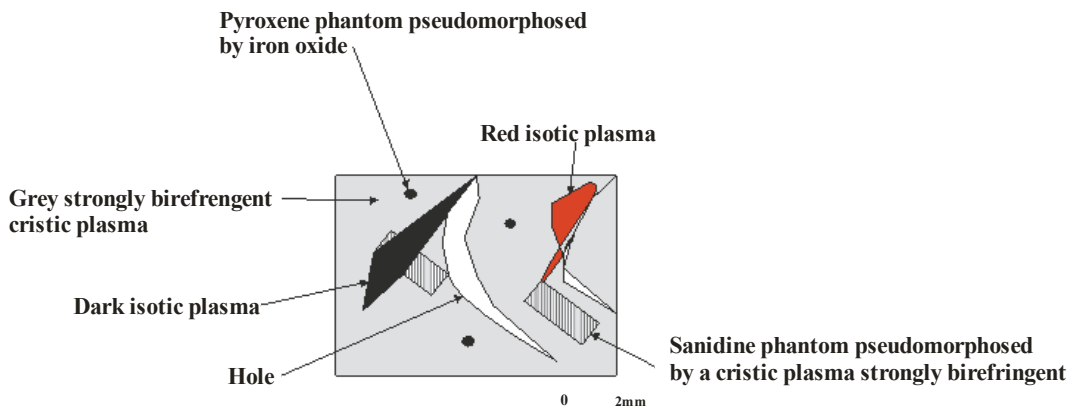 Pyroxene phantom pseudomorphosed
by iron oxide
Red isotic plasma
Grey strongly birefrengent
cristic plasma
Dark isotic plasma
Hole
Sanidine phantom pseudomorphosed
by a cristic plasma strongly birefringent
0 2mm